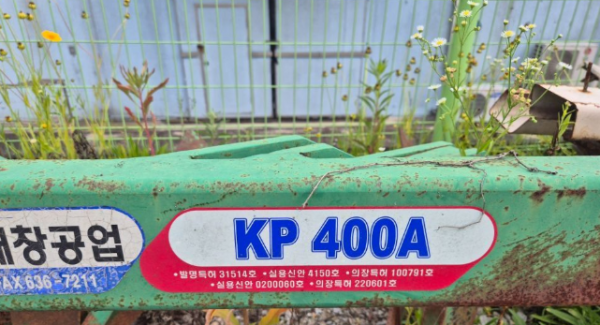 창공업
FAX 636-7211
KP 400A
•발명특허 31514호 •실용신안 4150호 •의장특허 100791호
•실용신안 0200060호 •의장특허 220601호